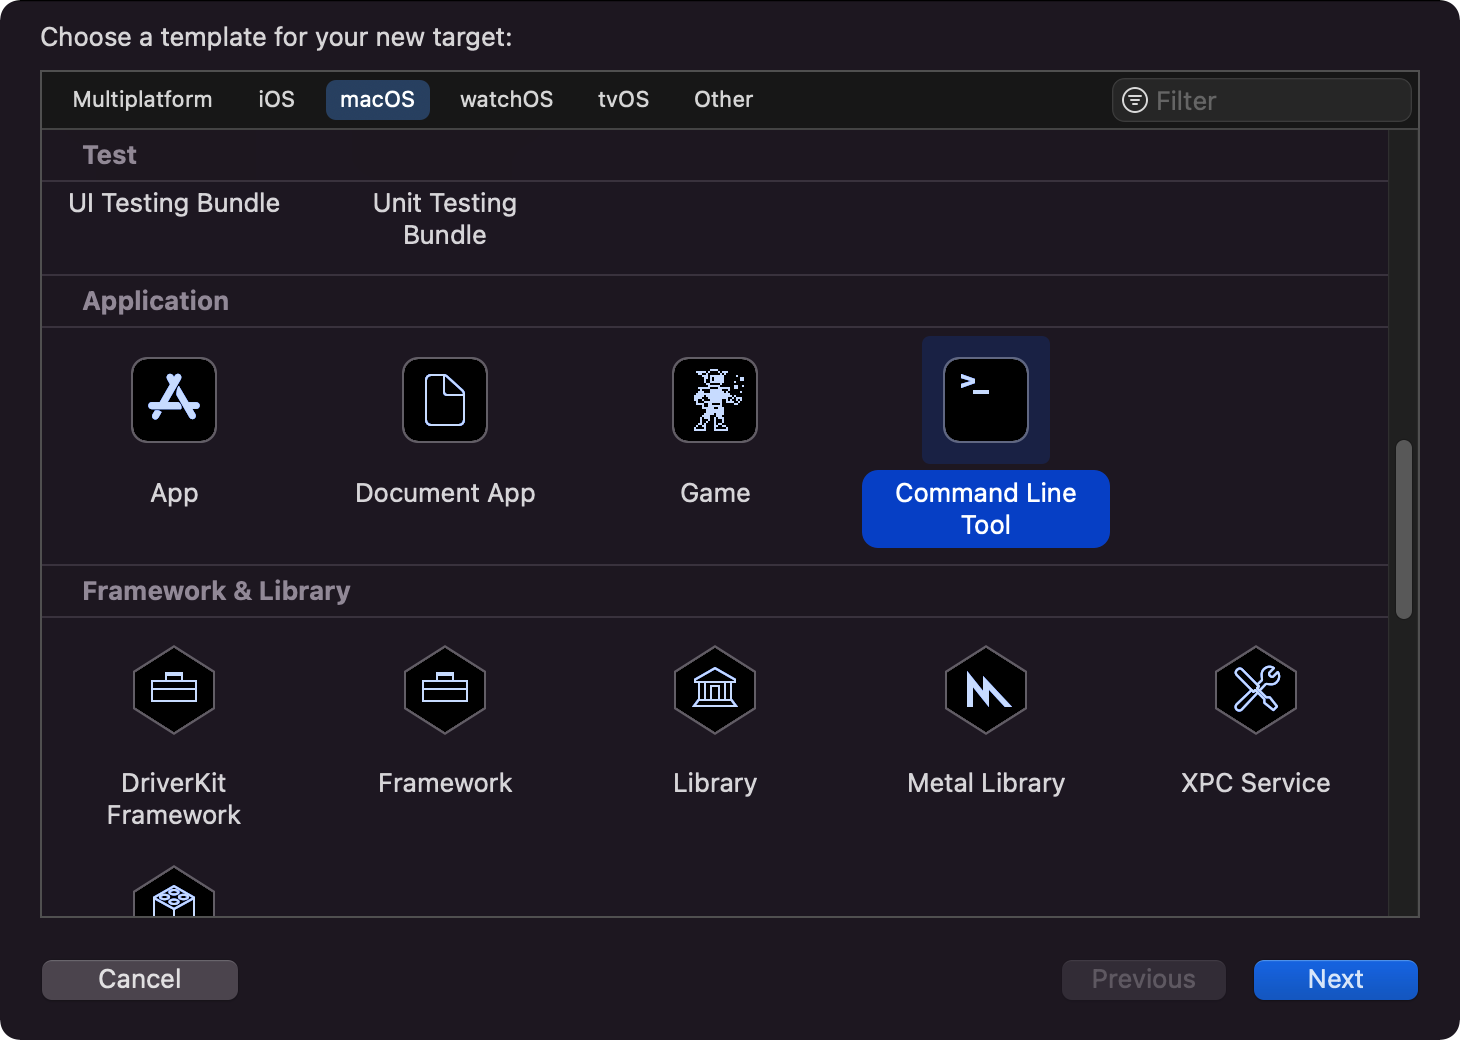 Choose a template for your new target:
Multiplatform iOS macOS watchOS tvOS Other Filter
Test
UI Testing Bundle
Unit Testing
Bundle
Application
App
Document App
Game
>_
Command Line
Tool
Framework & Library
DriverKit
Framework
Framework
Library
Metal Library
XPC Service
Cancel Previous Next